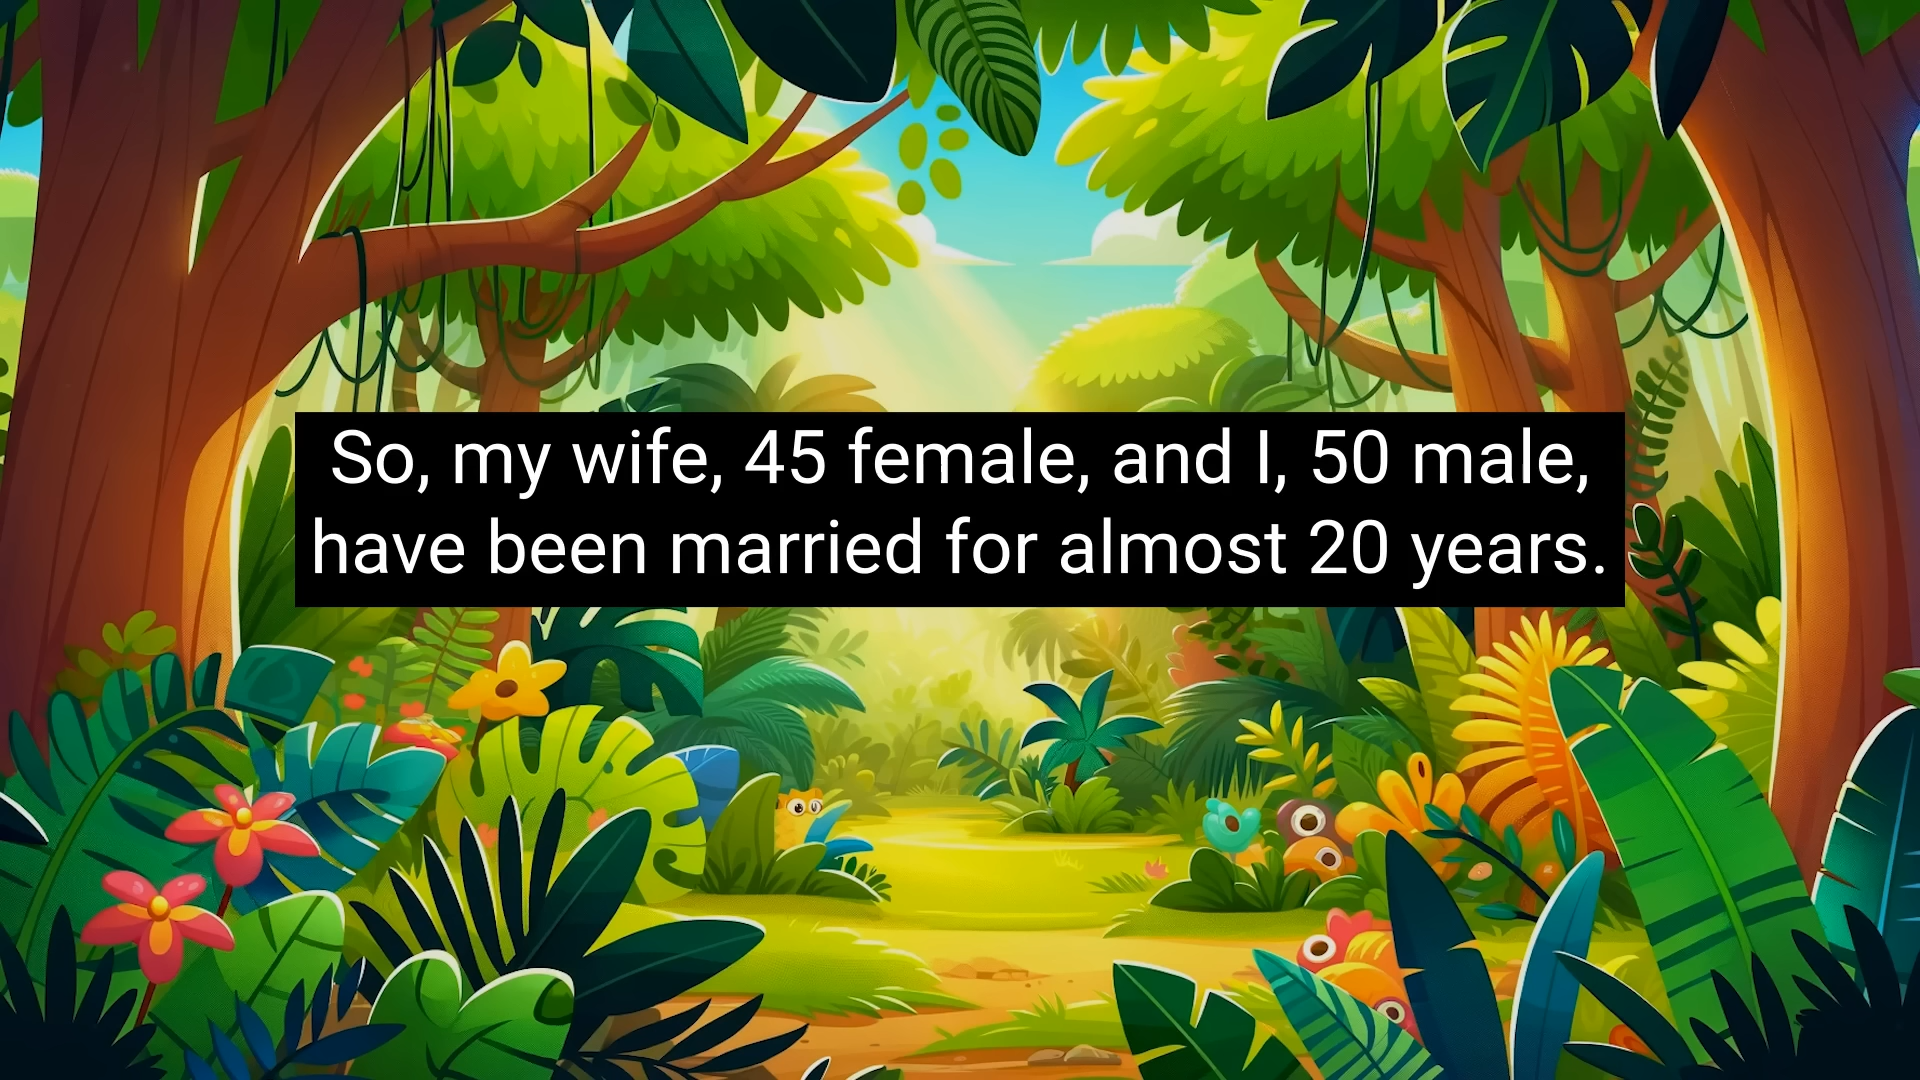 So, my wife, 45 female, and I, 50 male,
have been married for almost 20 years.